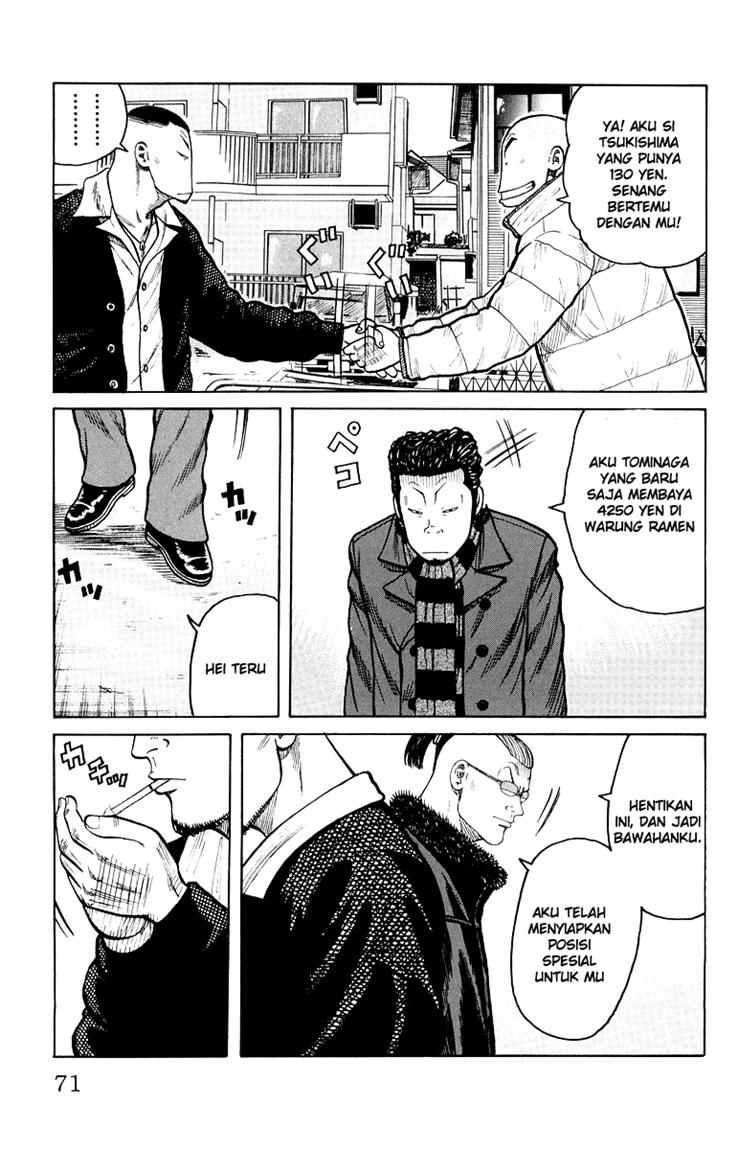 YA! AKU SI
TSUKISHIMA
YANG PUNYA
130 YEN.
SENANG
BERTEMU
DENGAN MU!
………
………
ぐっ
ぐっ
AKU TOMINAGA
YANG BARU
SAJA MEMBAYA
4250 YEN DI
WARUNG RAMEN
ペコ
カッ
カッ
HEI TERU
HENTIKAN
INI, DAN JADI
BAWAHANKU.
AKU TELAH
MENYIAPKAN
POSISI
SPESIAL
UNTUK MU
カチッ
71